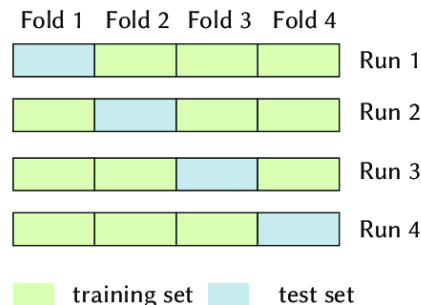 Fold 1 Fold 2 Fold 3 Fold 4
Run 1
Run 2
Run 3
Run 4
training set test set